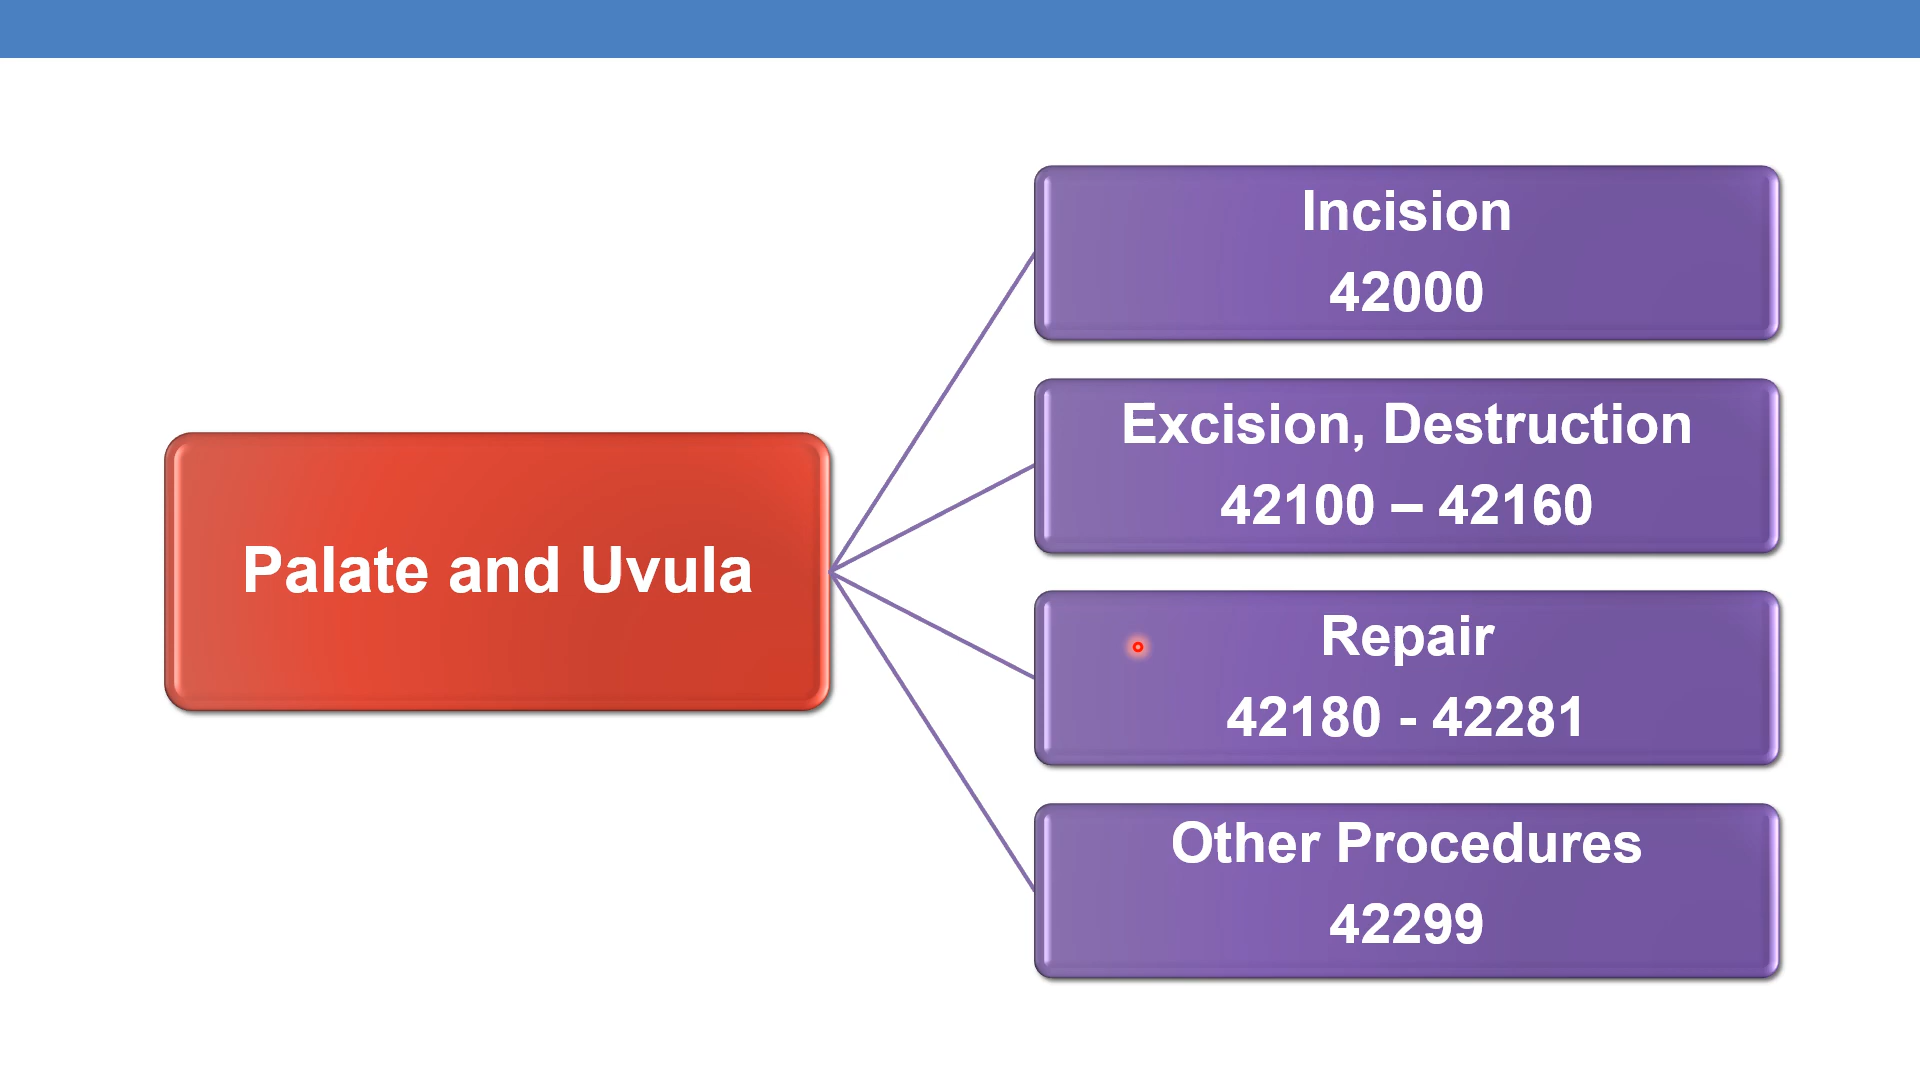 Palate and Uvula
Incision
42000
Excision, Destruction
42100 – 42160
Repair
42180 - 42281
Other Procedures
42299